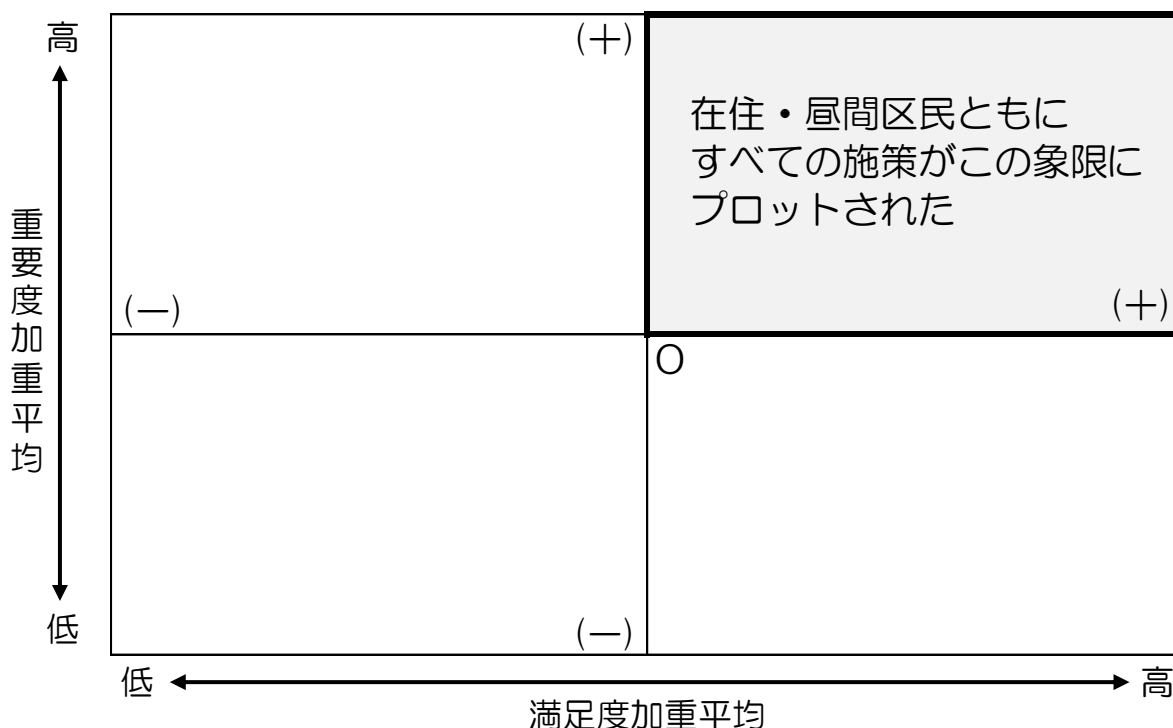 高
(+)
在住・昼間区民ともに
すべての施策がこの象限に
プロットされた
重要度加重平均
(−)
(+)
O
低
(−)
低
高
満足度加重平均